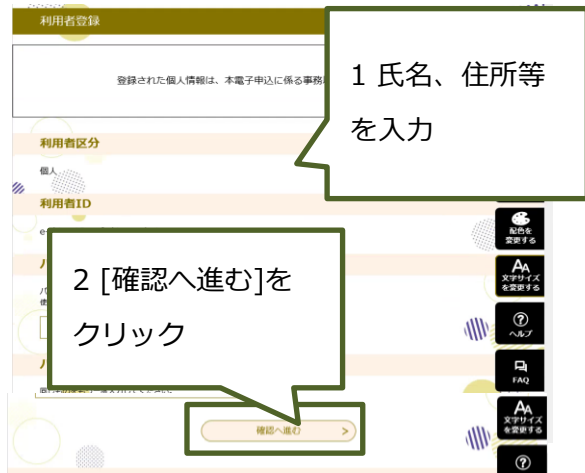 利用者登録
登録された個人情報は、本電子申込に係る事務
1 氏名、住所等
を入力
利用者区分
個人
利用者ID
配色を
変更する
2 [確認へ進む]を
クリック
文字サイズ
を変更する
ヘルプ
FAQ
確認へ進む
文字サイズ
を変更する